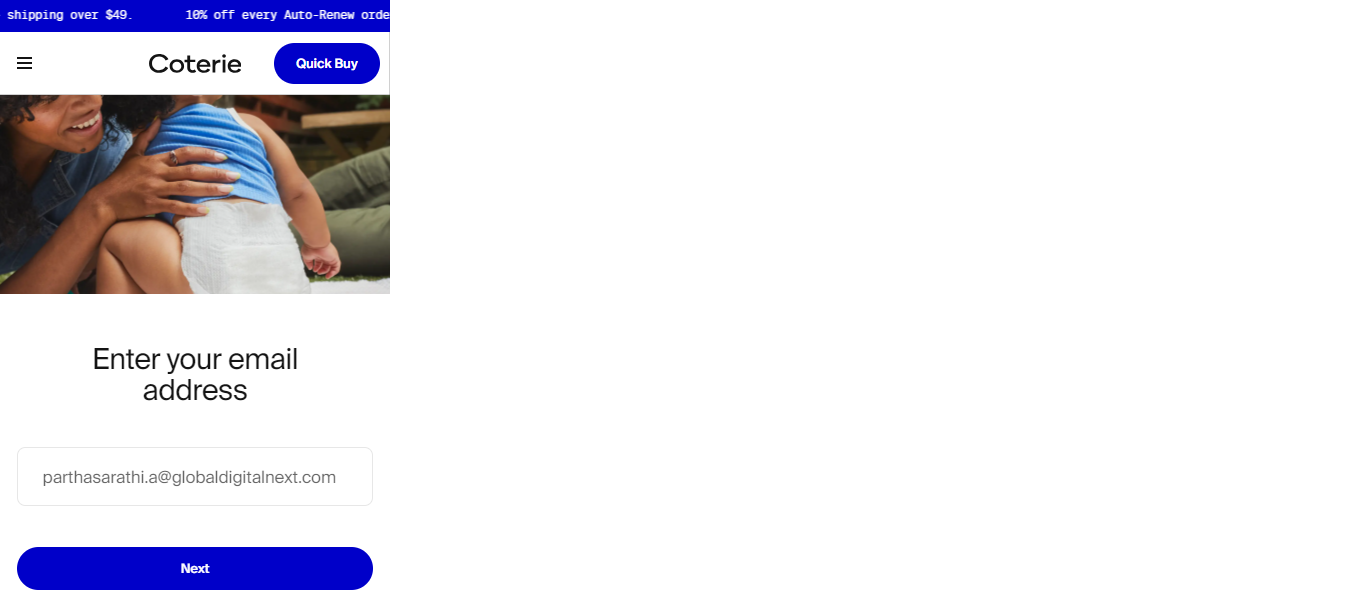 shipping over $49. 10% off every Auto-Renew orde
Coterie
Quick Buy
Enter your email
address
parthasarathi.a@globaldigitalnext.com
Next